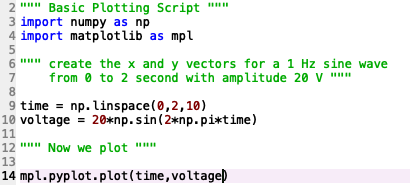 2 """ Basic Plotting Script """
3 import numpy as np
4 import matplotlib as mpl
5
6 """ create the x and y vectors for a 1 Hz sine wave
7     from 0 to 2 second with amplitude 20 V """
8
9 time = np.linspace(0,2,10)
10 voltage = 20*np.sin(2*np.pi*time)
11
12 """ Now we plot """
13
14 mpl.pyplot.plot(time,voltage)